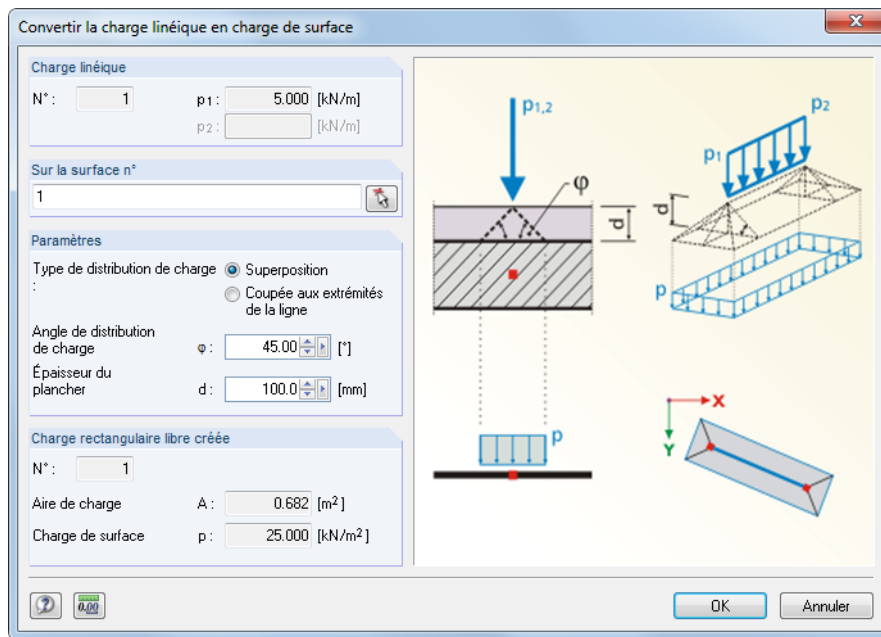 Convertir la charge linéique en charge de surface
Charge linéique
N° : 1 p1 : 5.000 [kN/m]
p2 : [kN/m]
Sur la surface n°
1
Paramètres
Type de distribution de charge
:
Superposition
Coupée aux extrémités
de la ligne
Angle de distribution
de charge φ : 45.00 [°]
Épaisseur du
plancher d : 100.0 [mm]
Charge rectangulaire libre créée
N° : 1
Aire de charge A : 0.682 [m²]
Charge de surface p : 25.000 [kN/m²]
p1,2
φ
d
p
p2
p1
d
p
X
Y
0.00
OK Annuler